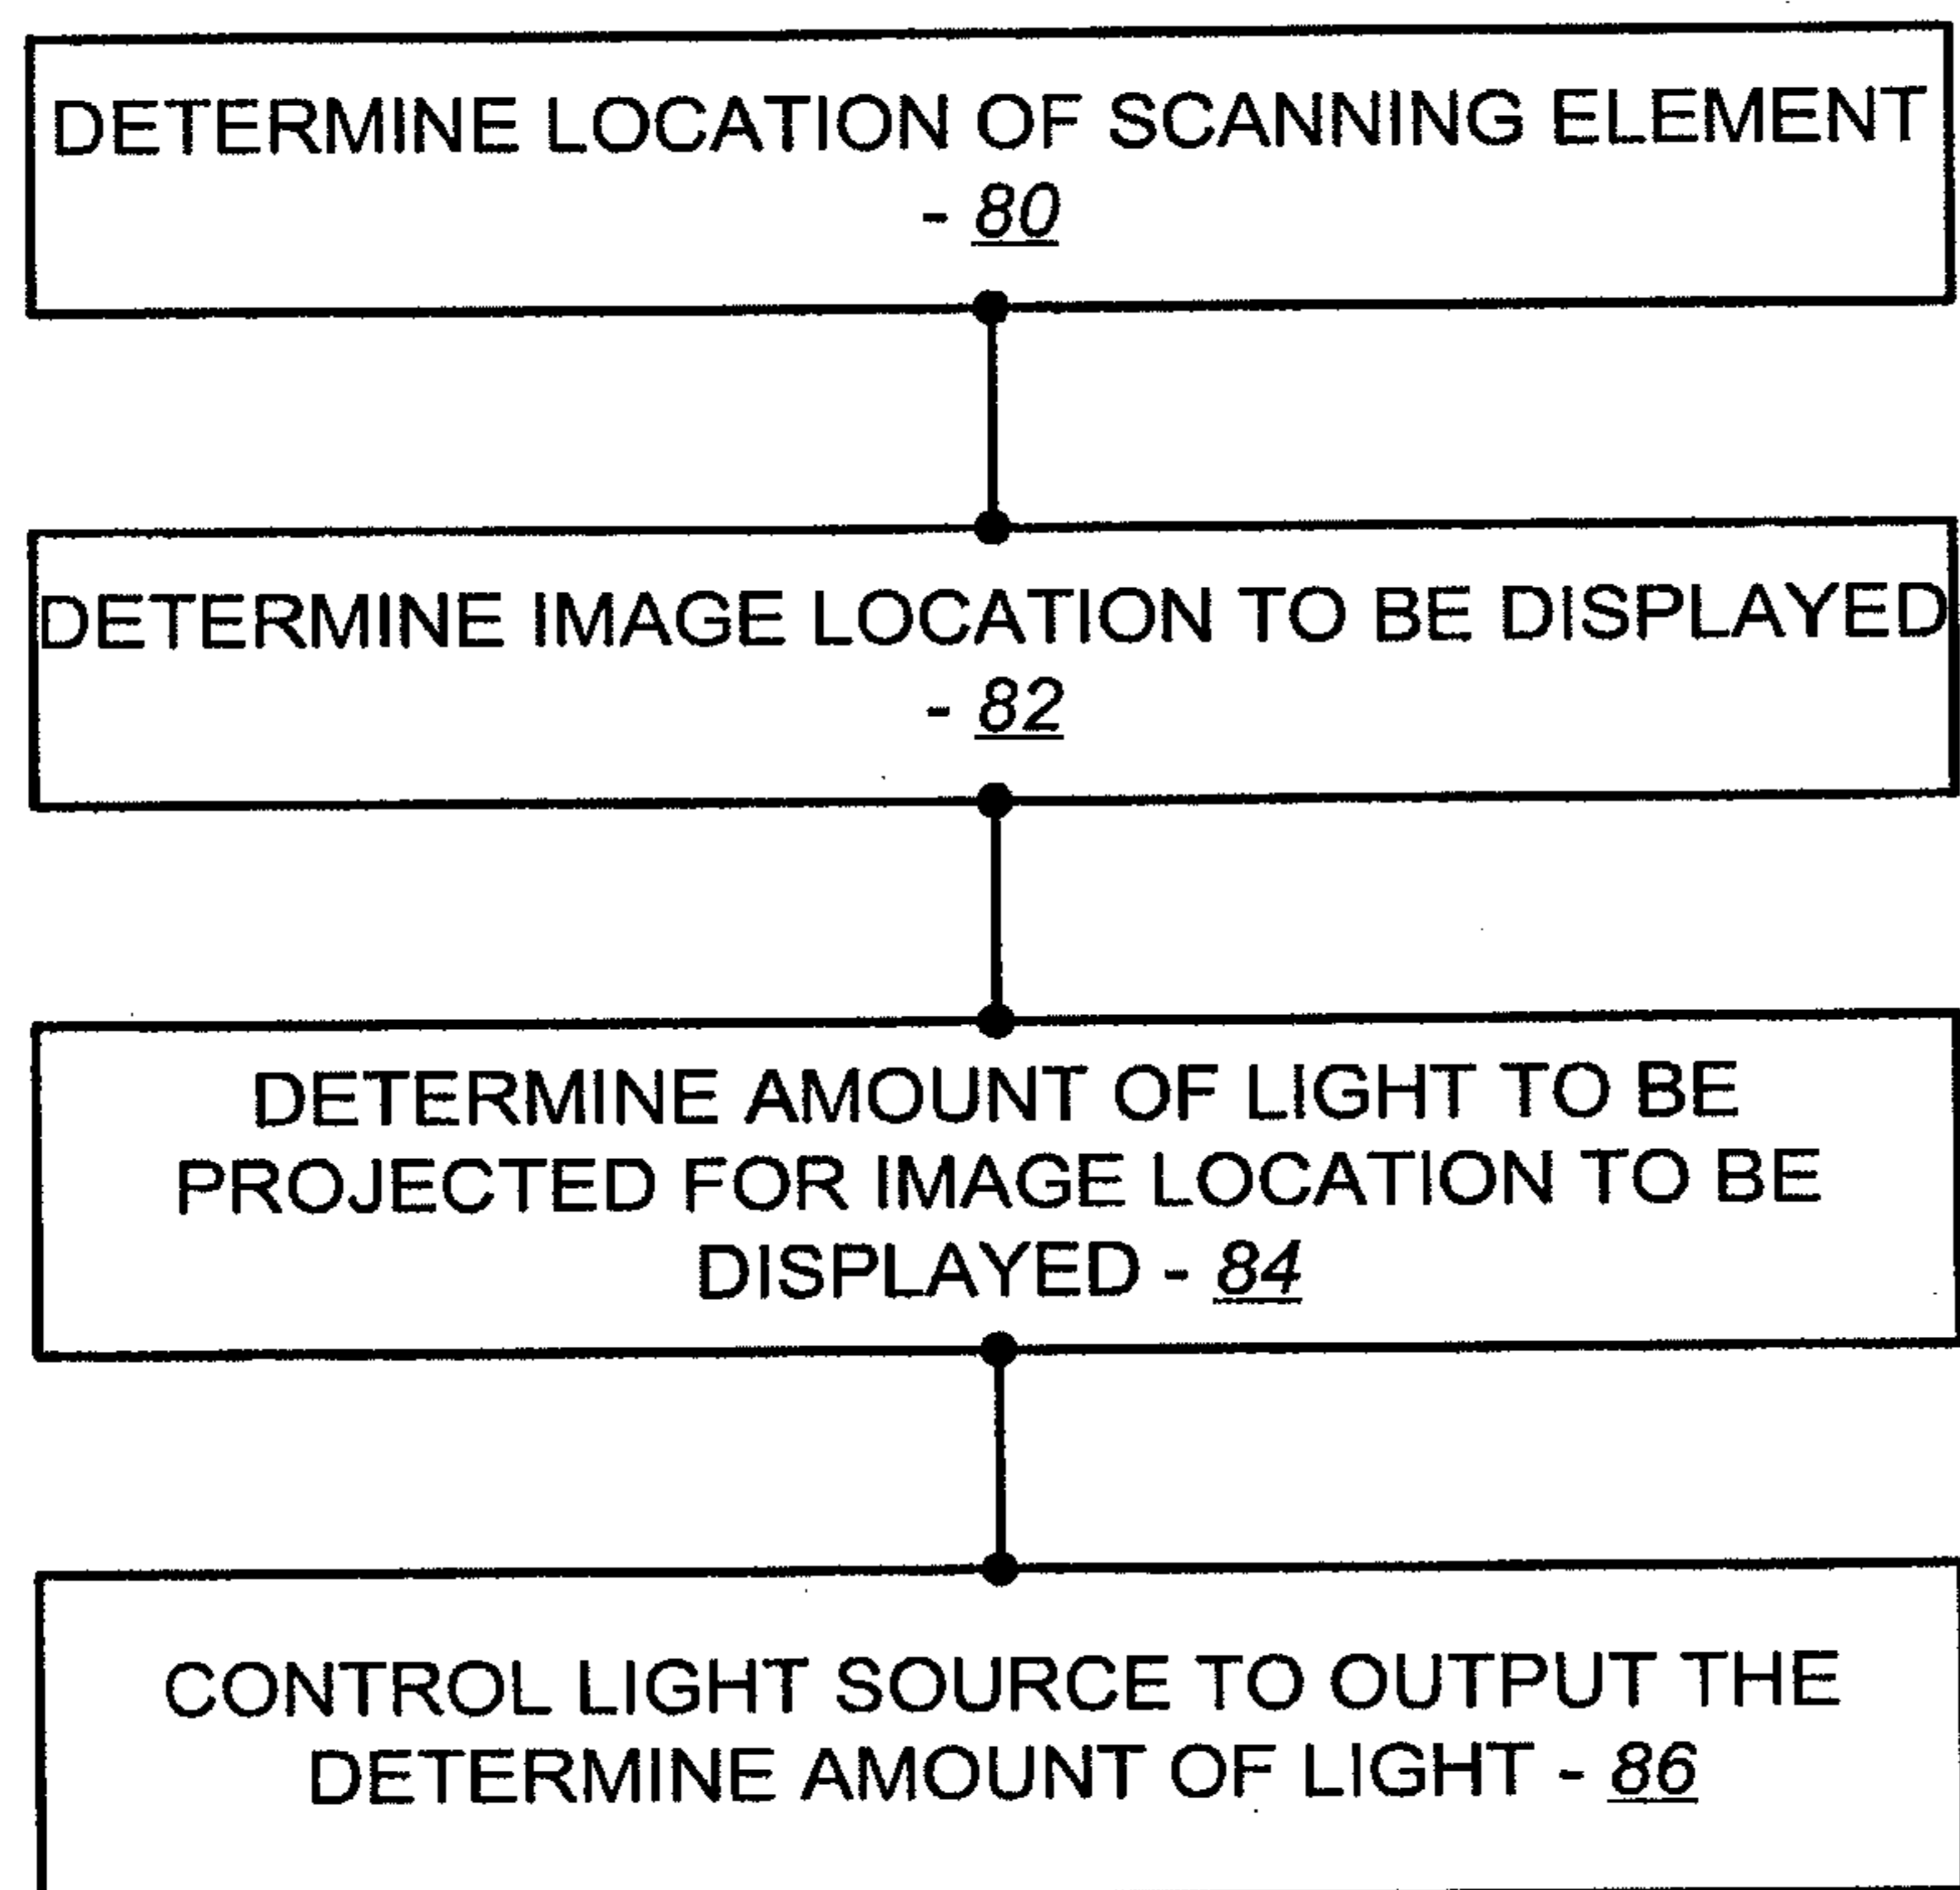 DETERMINE LOCATION OF SCANNING ELEMENT
- 80
DETERMINE IMAGE LOCATION TO BE DISPLAYED
- 82
DETERMINE AMOUNT OF LIGHT TO BE
PROJECTED FOR IMAGE LOCATION TO BE
DISPLAYED - 84
CONTROL LIGHT SOURCE TO OUTPUT THE
DETERMINE AMOUNT OF LIGHT - 86